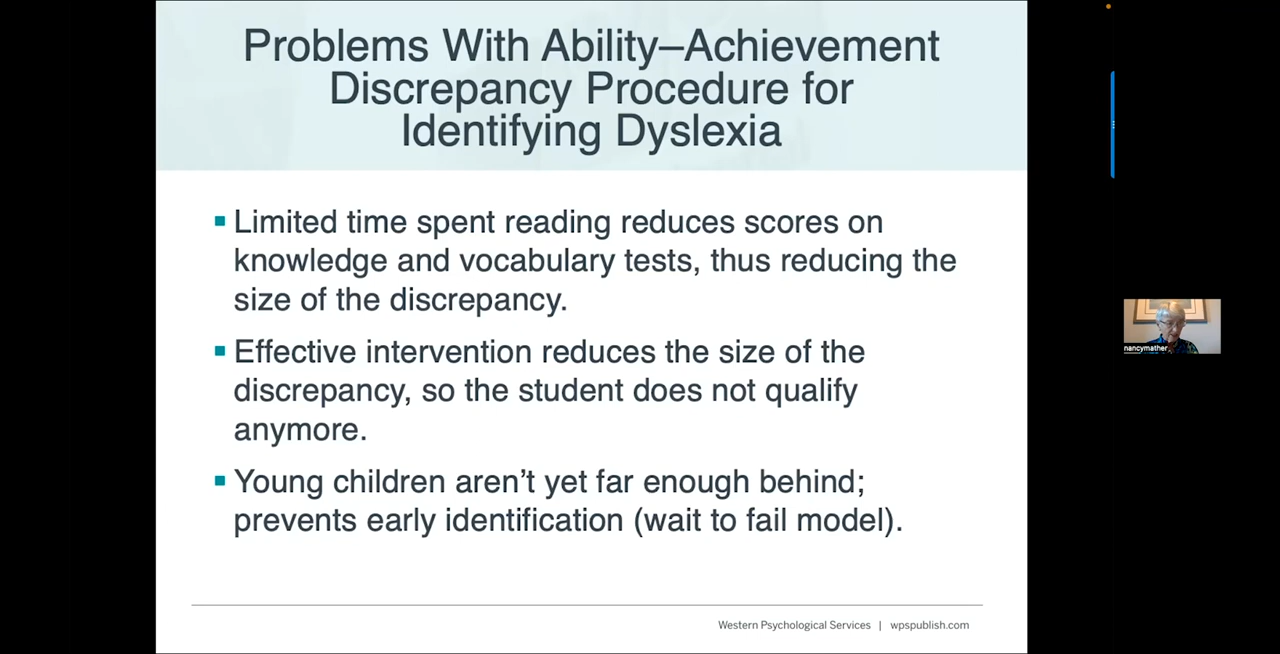 Problems With Ability–Achievement
Discrepancy Procedure for
Identifying Dyslexia
▪ Limited time spent reading reduces scores on
knowledge and vocabulary tests, thus reducing the
size of the discrepancy.
▪ Effective intervention reduces the size of the
discrepancy, so the student does not qualify
anymore.
▪ Young children aren’t yet far enough behind;
prevents early identification (wait to fail model).
Western Psychological Services | wpspublish.com
nancymather